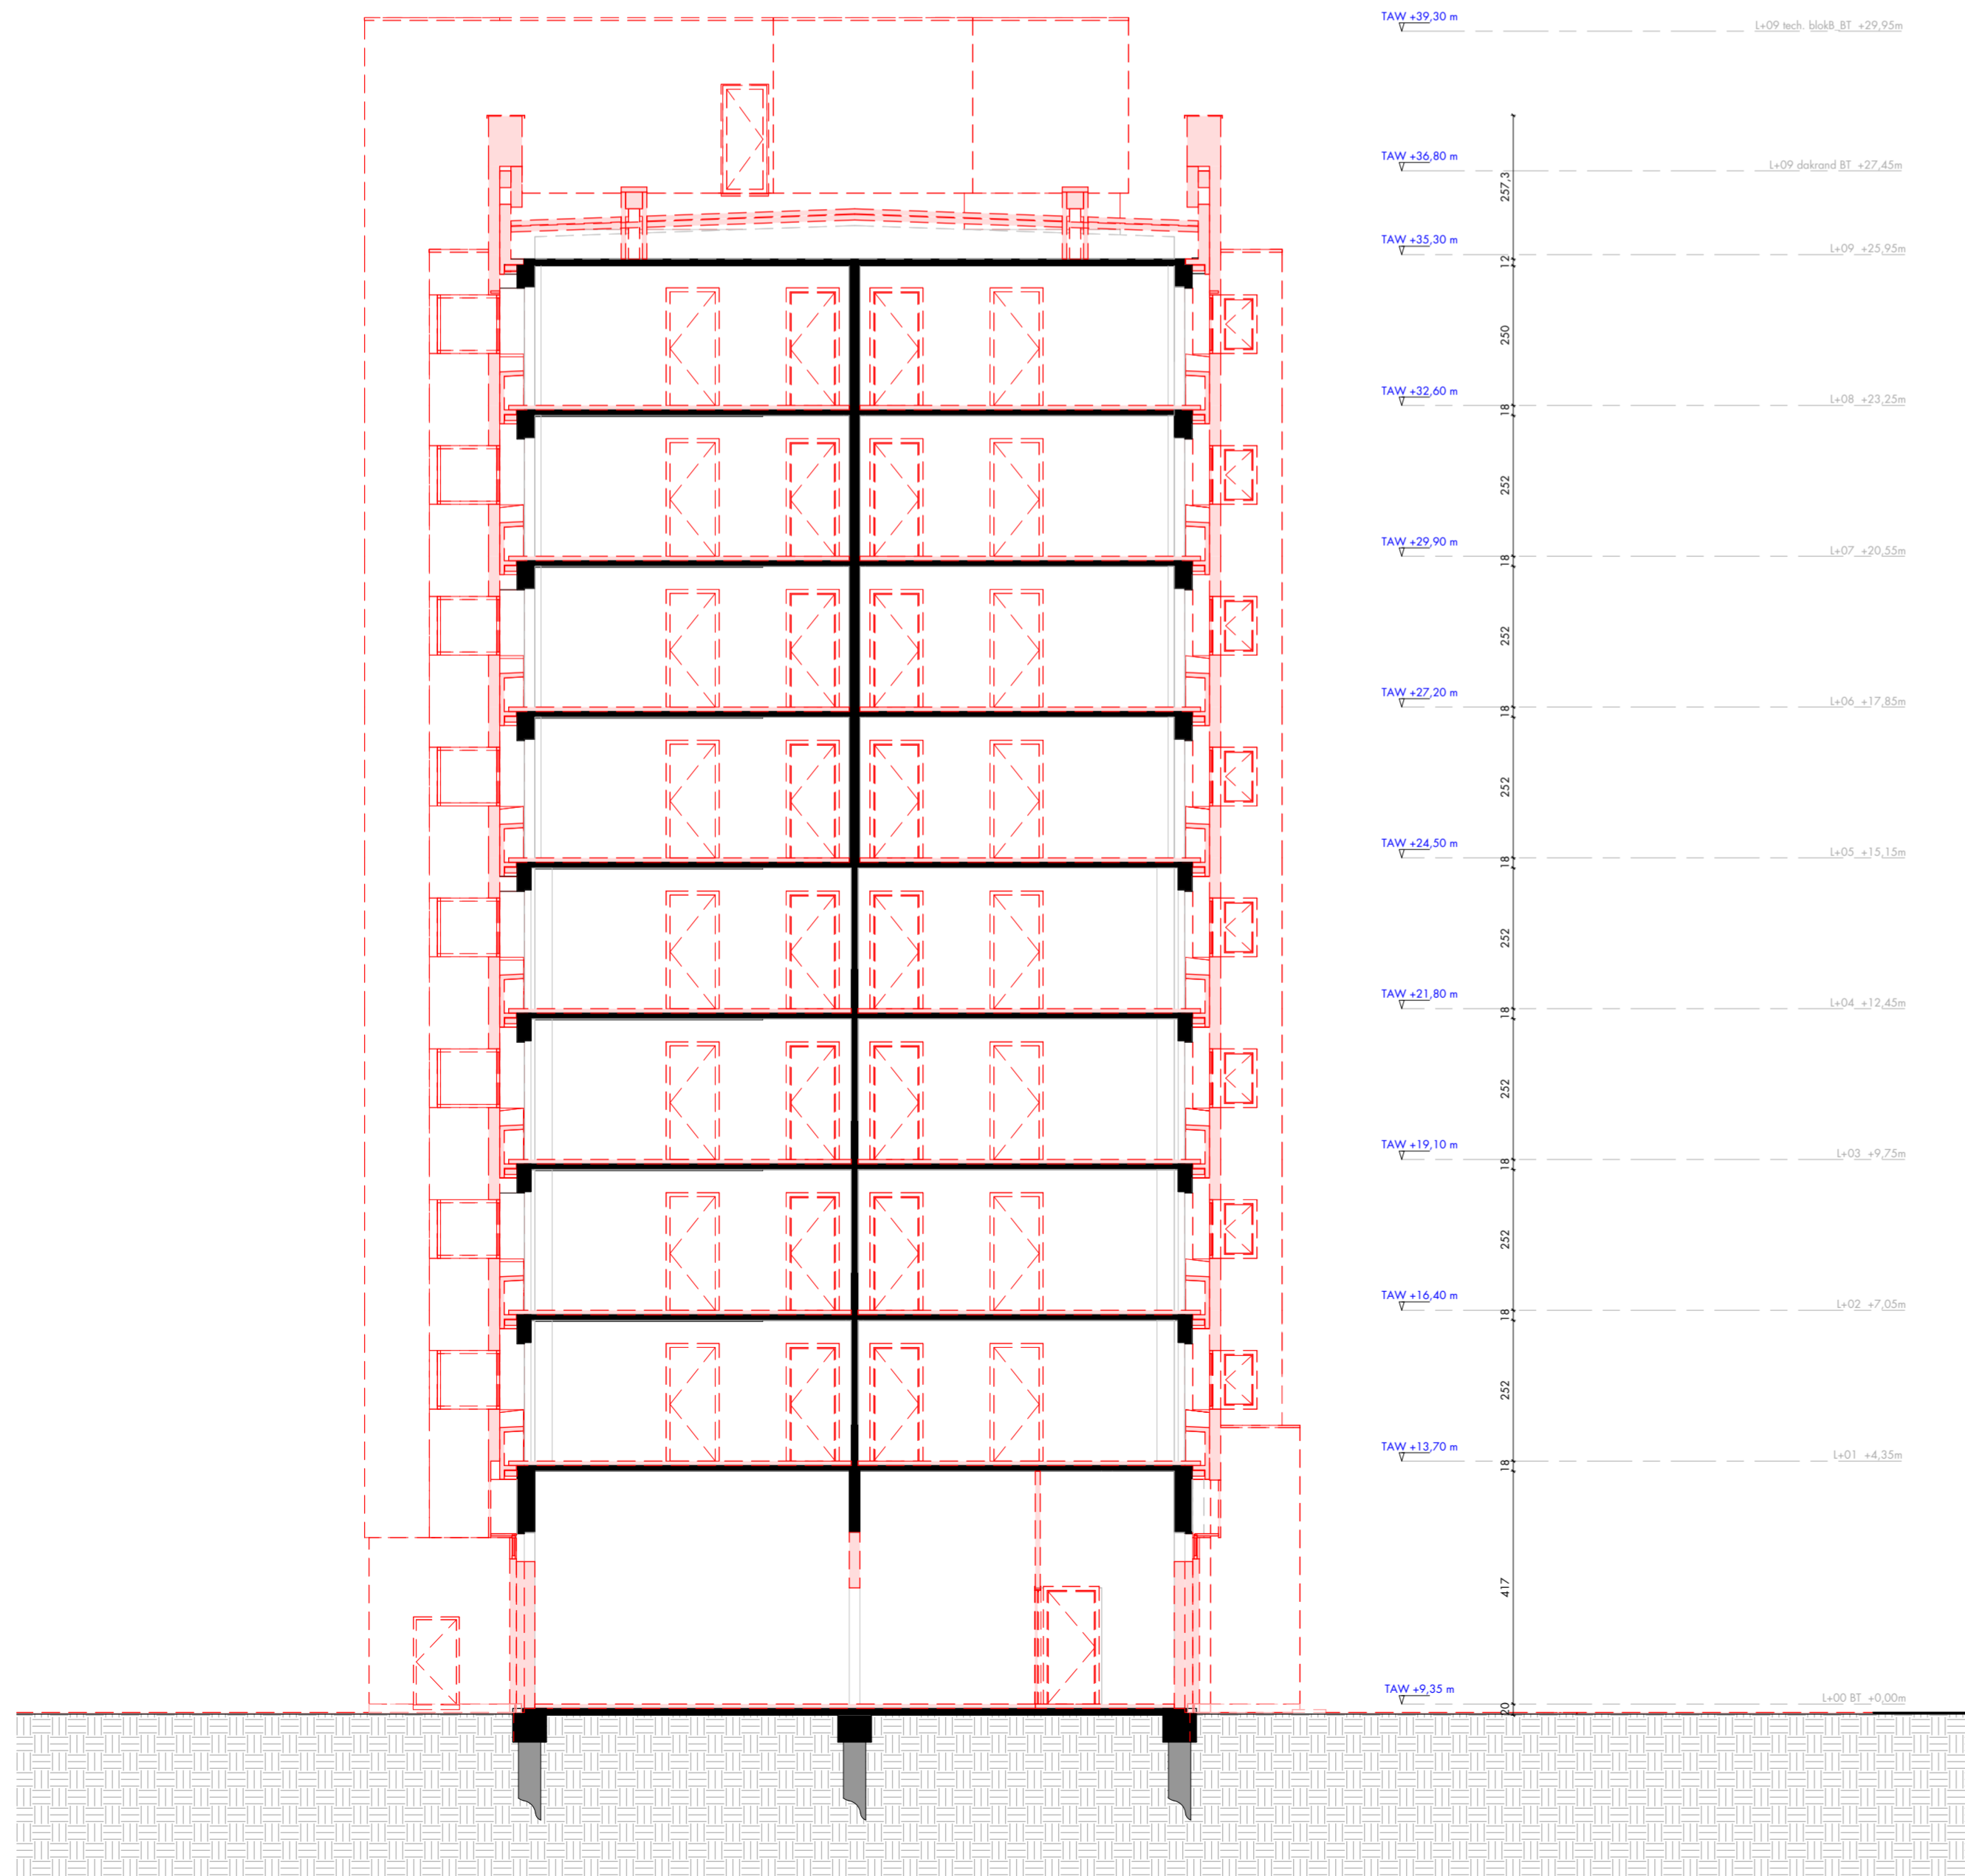 TAW +39,30 m
L+09 tech. blokB_BT +29,95m
TAW +36,80 m
L+09 dakrand BT +27,45m
257,3
TAW +35,30 m
L+09 +25,95m
12
250
TAW +32,60 m
L+08 +23,25m
18
252
TAW +29,90 m
L+07 +20,55m
18
252
TAW +27,20 m
L+06 +17,85m
18
252
TAW +24,50 m
L+05 +15,15m
18
252
TAW +21,80 m
L+04 +12,45m
18
252
TAW +19,10 m
L+03 +9,75m
18
252
TAW +16,40 m
L+02 +7,05m
18
252
TAW +13,70 m
L+01 +4,35m
18
417
TAW +9,35 m
L+00 BT +0,00m
20